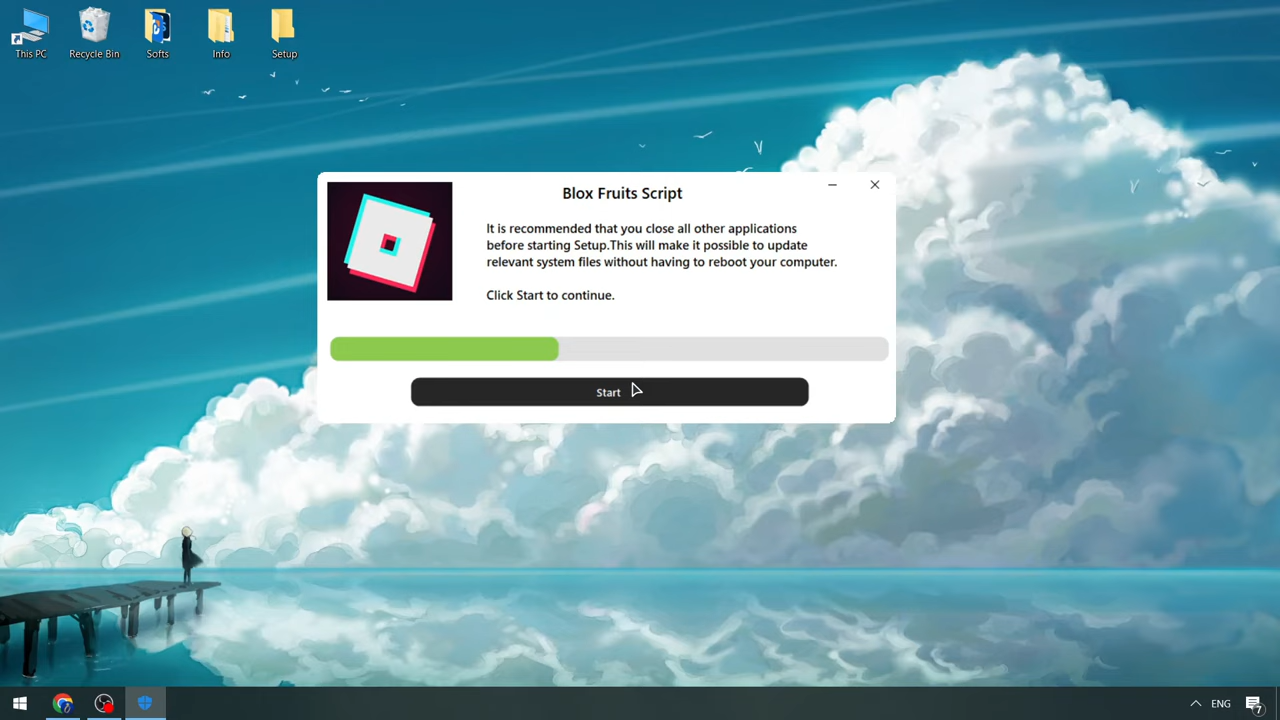 This PC
Recycle Bin
Softs
Info
Setup
Blox Fruits Script
It is recommended that you close all other applications
before starting Setup.This will make it possible to update
relevant system files without having to reboot your computer.
Click Start to continue.
Start
ENG
7